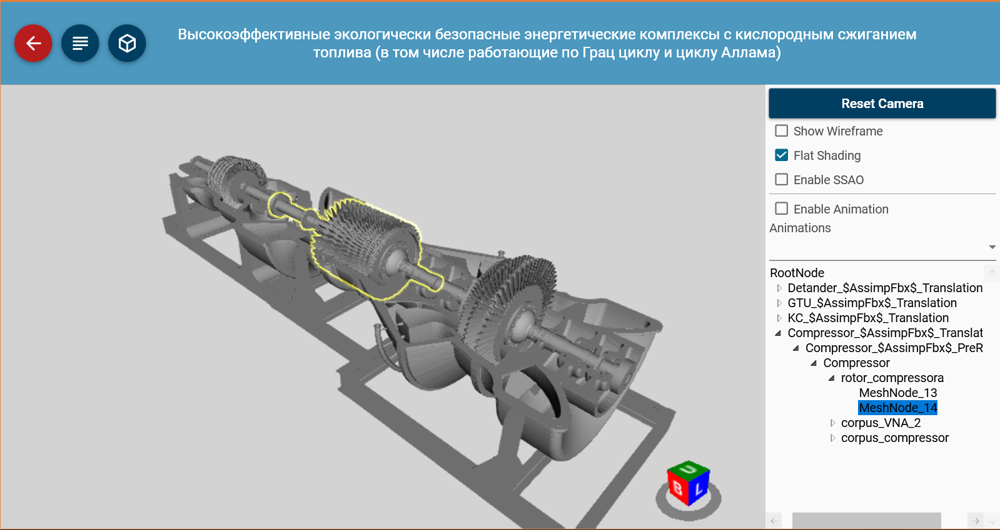 Высокоэффективные экологически безопасные энергетические комплексы с кислородным сжиганием
топлива (в том числе работающие по Грац циклу и циклу Аллама)
Reset Camera
Show Wireframe
Flat Shading
Enable SSAO
Enable Animation
Animations
RootNode
Detander_$AssimpFbx$_Translation
GTU_$AssimpFbx$_Translation
KC_$AssimpFbx$_Translation
Compressor_$AssimpFbx$_Translat
Compressor_$AssimpFbx$_PreR
Compressor
rotor_compressora
MeshNode_13
MeshNode_14
corpus_VNA_2
corpus_compressor
U
B L